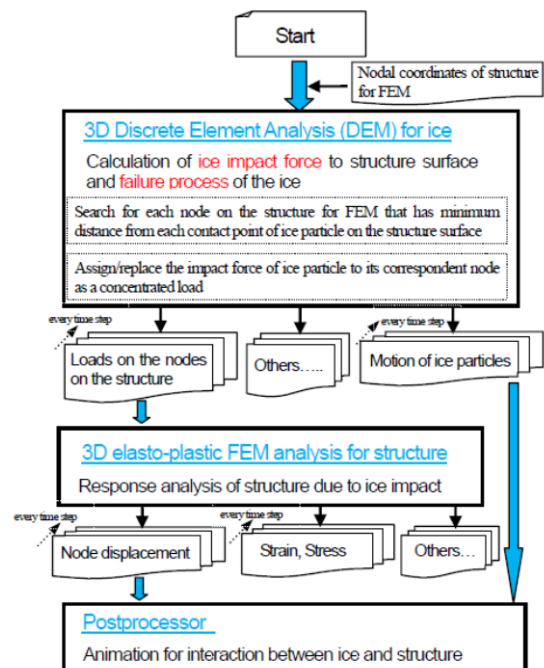 Start
Nodal coordinates of structure
for FEM
3D Discrete Element Analysis (DEM) for ice
Calculation of ice impact force to structure surface
and failure process of the ice
Search for each node on the structure for FEM that has minimum
distance from each contact point of ice particle on the structure surface
Assign/replace the impact force of ice particle to its correspondent node
as a concentrated load
every time step
Loads on the nodes
on the structure
Others.....
every time step
Motion of ice particles
3D elasto-plastic FEM analysis for structure
Response analysis of structure due to ice impact
every time step
Node displacement
every time step
Strain, Stress
Others...
Postprocessor
Animation for interaction between ice and structure